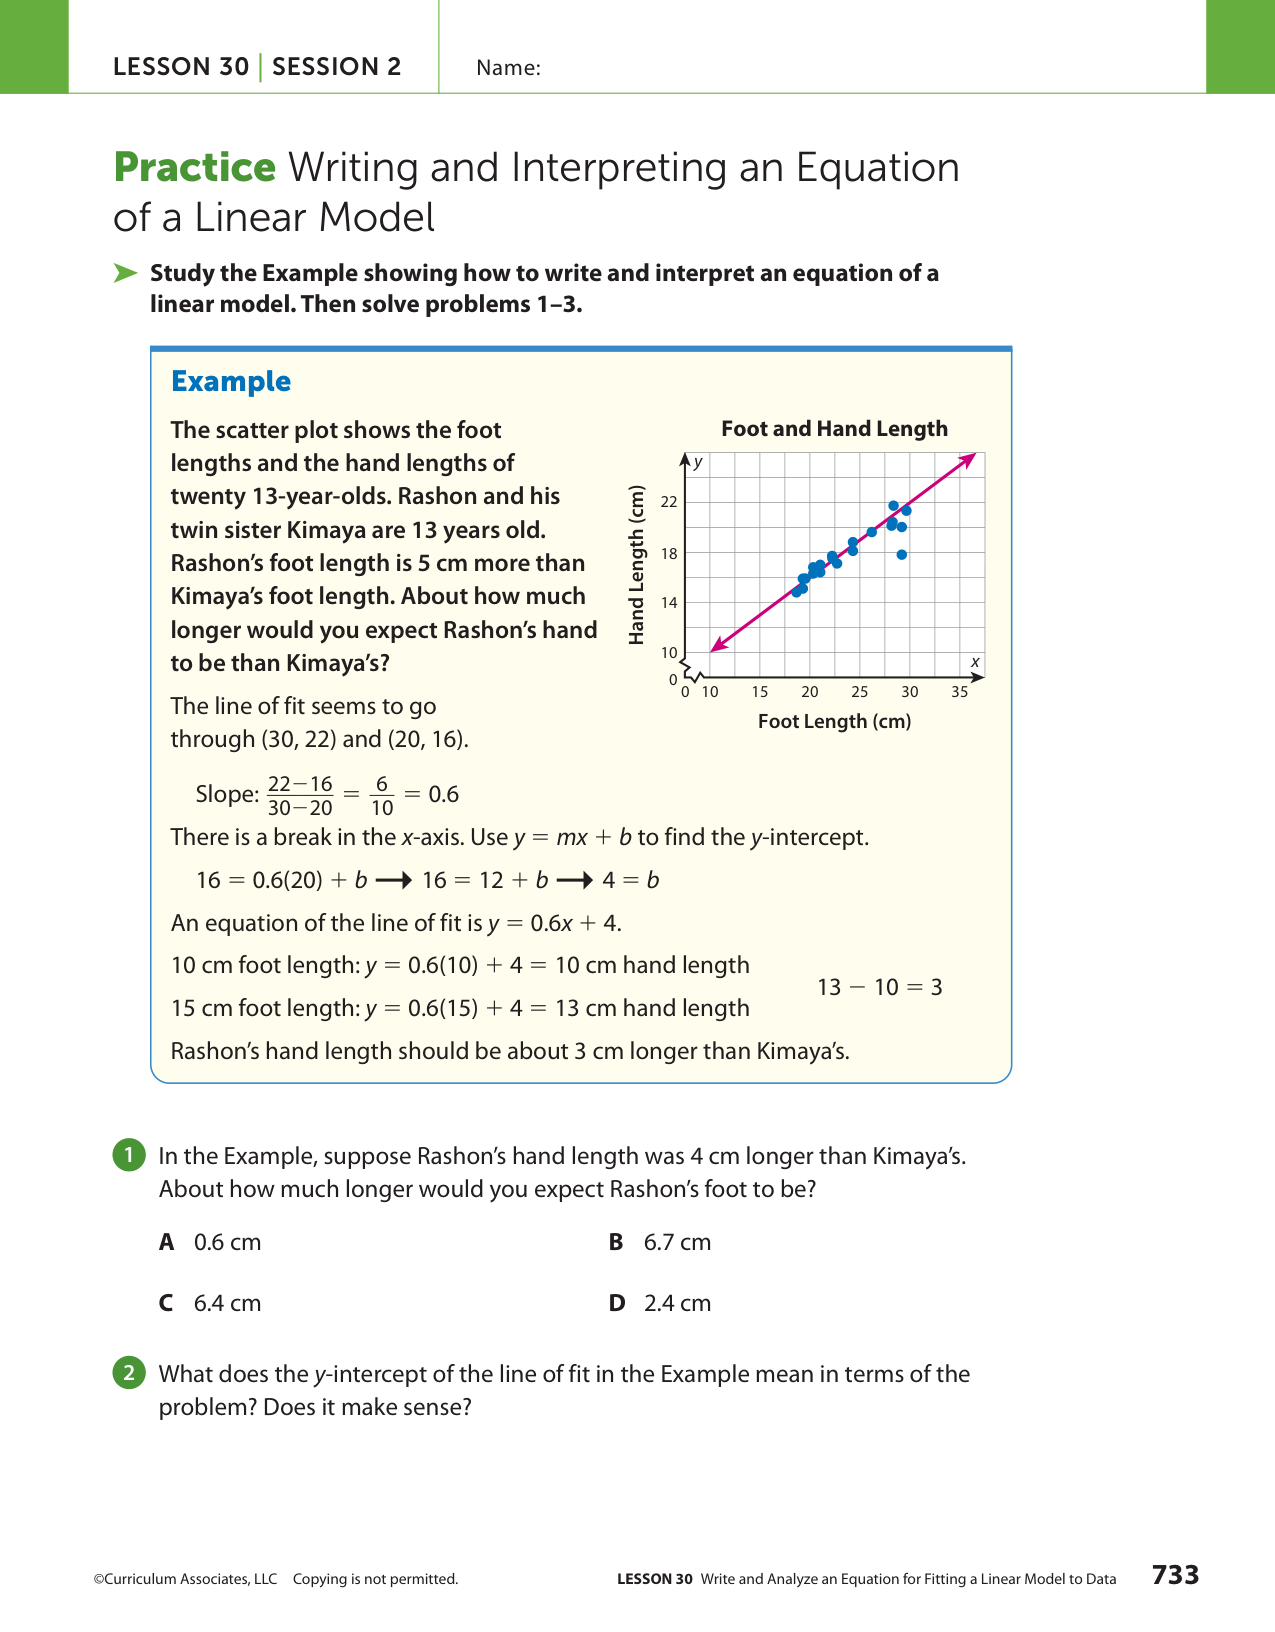 LESSON 30 | SESSION 2
Name:
Practice Writing and Interpreting an Equation
of a Linear Model
➤ Study the Example showing how to write and interpret an equation of a
linear model. Then solve problems 1–3.
Example
The scatter plot shows the foot
lengths and the hand lengths of
twenty 13-year-olds. Rashon and his
twin sister Kimaya are 13 years old.
Rashon’s foot length is 5 cm more than
Kimaya’s foot length. About how much
longer would you expect Rashon’s hand
to be than Kimaya’s?
Foot and Hand Length
y
Hand Length (cm)
22
18
14
10
0
x
0 10 15 20 25 30 35
Foot Length (cm)
The line of fit seems to go
through (30, 22) and (20, 16).
Slope: 22−16/30−20 = 6/10 = 0.6
There is a break in the x-axis. Use y = mx + b to find the y-intercept.
16 = 0.6(20) + b ⟶ 16 = 12 + b ⟶ 4 = b
An equation of the line of fit is y = 0.6x + 4.
10 cm foot length: y = 0.6(10) + 4 = 10 cm hand length
15 cm foot length: y = 0.6(15) + 4 = 13 cm hand length
13 − 10 = 3
Rashon’s hand length should be about 3 cm longer than Kimaya’s.
1 In the Example, suppose Rashon’s hand length was 4 cm longer than Kimaya’s.
About how much longer would you expect Rashon’s foot to be?
A 0.6 cm
B 6.7 cm
C 6.4 cm
D 2.4 cm
2 What does the y-intercept of the line of fit in the Example mean in terms of the
problem? Does it make sense?
©Curriculum Associates, LLC Copying is not permitted.
LESSON 30 Write and Analyze an Equation for Fitting a Linear Model to Data
733